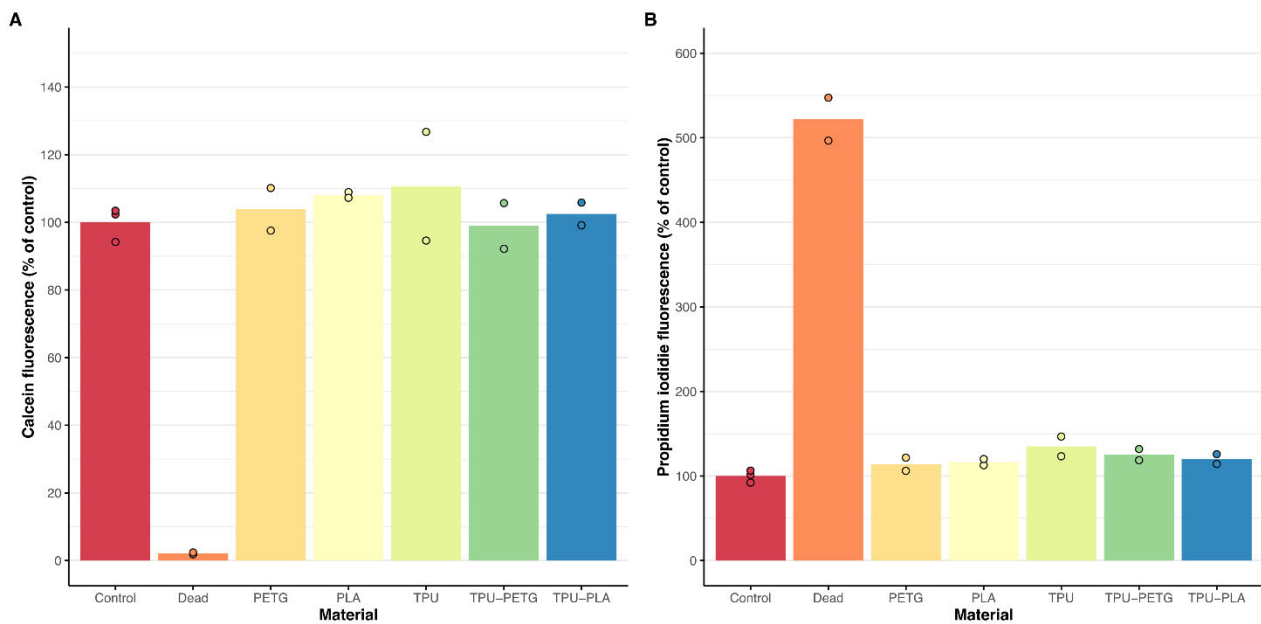 A
Calcein fluorescence (% of control)
140
120
100
80
60
40
20
0
Control Dead PETG PLA TPU TPU–PETG TPU–PLA
Material
B
Propidium iodidie fluorescence (% of control)
600
500
400
300
200
100
0
Control Dead PETG PLA TPU TPU–PETG TPU–PLA
Material